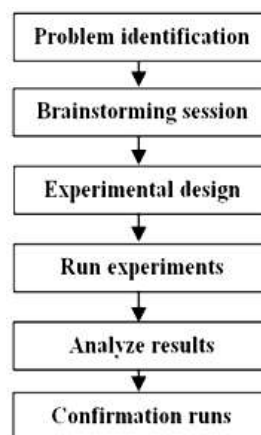 Problem identification
Brainstorming session
Experimental design
Run experiments
Analyze results
Confirmation runs